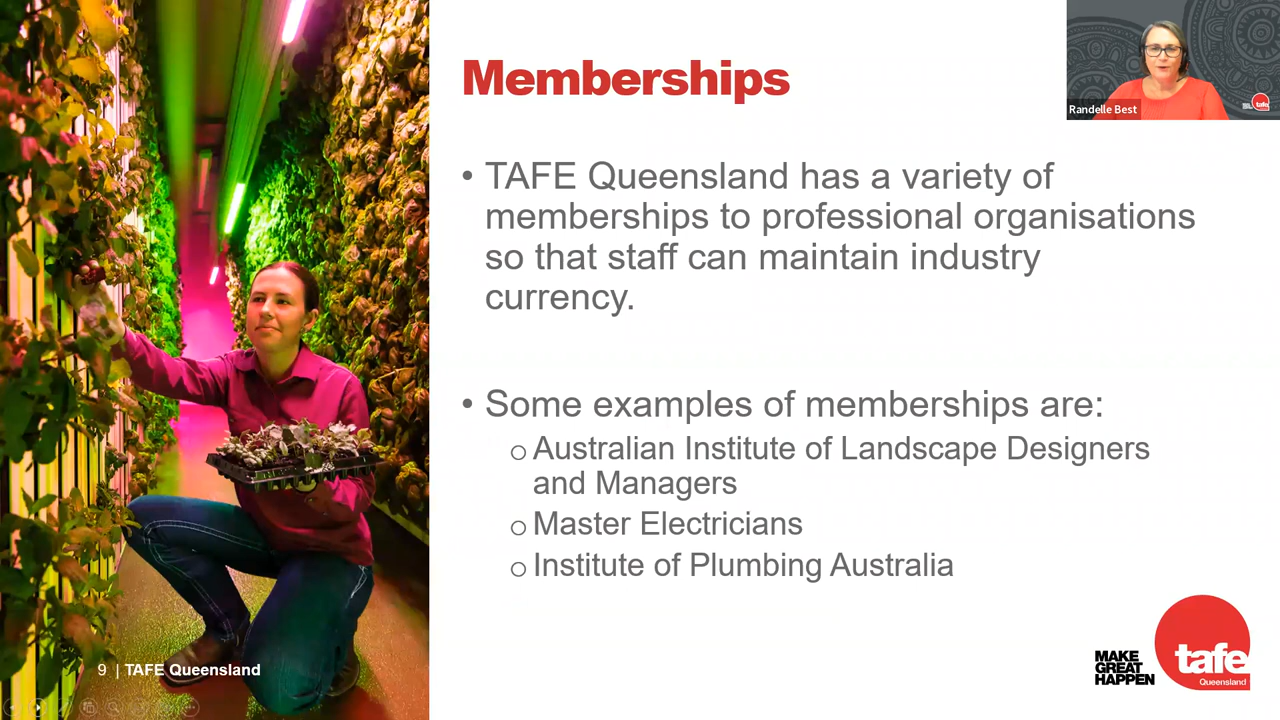 Memberships
Randelle Best
tafe
• TAFE Queensland has a variety of
memberships to professional organisations
so that staff can maintain industry
currency.
• Some examples of memberships are:
o Australian Institute of Landscape Designers
and Managers
o Master Electricians
o Institute of Plumbing Australia
9 | TAFE Queensland
MAKE
GREAT
HAPPEN
tafe
Queensland